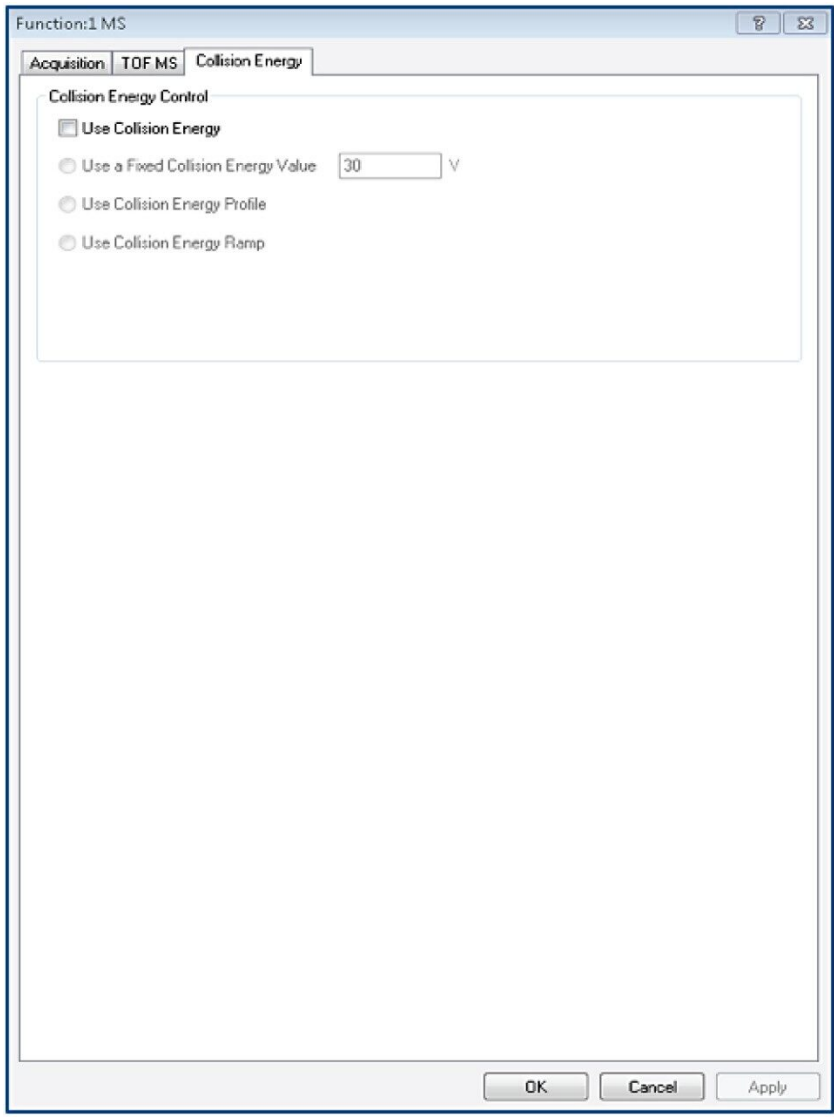 Function:1 MS
Acquisition TOF MS Collision Energy
Collision Energy Control
Use Collision Energy
Use a Fixed Collision Energy Value 30 V
Use Collision Energy Profile
Use Collision Energy Ramp
OK Cancel Apply